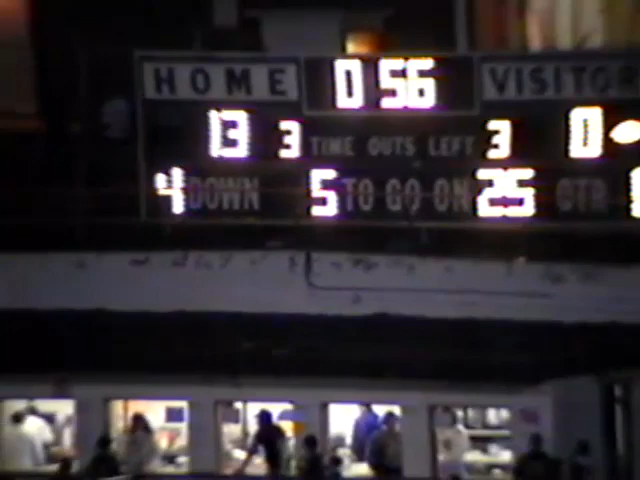 HOME 0 56 VISITOR
13 3 TIME OUTS LEFT 3 0
4 DOWN 5 TO GO ON 25 QTR